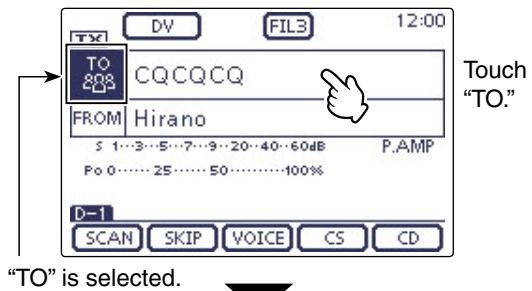 DV FIL3 12:00
TX
TO CQCQCQ
Touch
"TO."
FROM Hirano
S 1···3···5···7···9··20··40··60dB P.AMP
Po 0······25······50··········100%
D-1
SCAN SKIP VOICE CS CD
"TO" is selected.